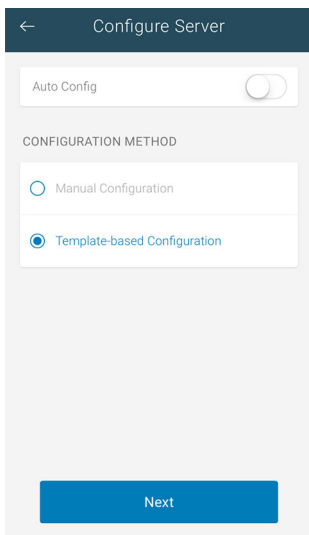 Configure Server
Auto Config
CONFIGURATION METHOD
Manual Configuration
Template-based Configuration
Next